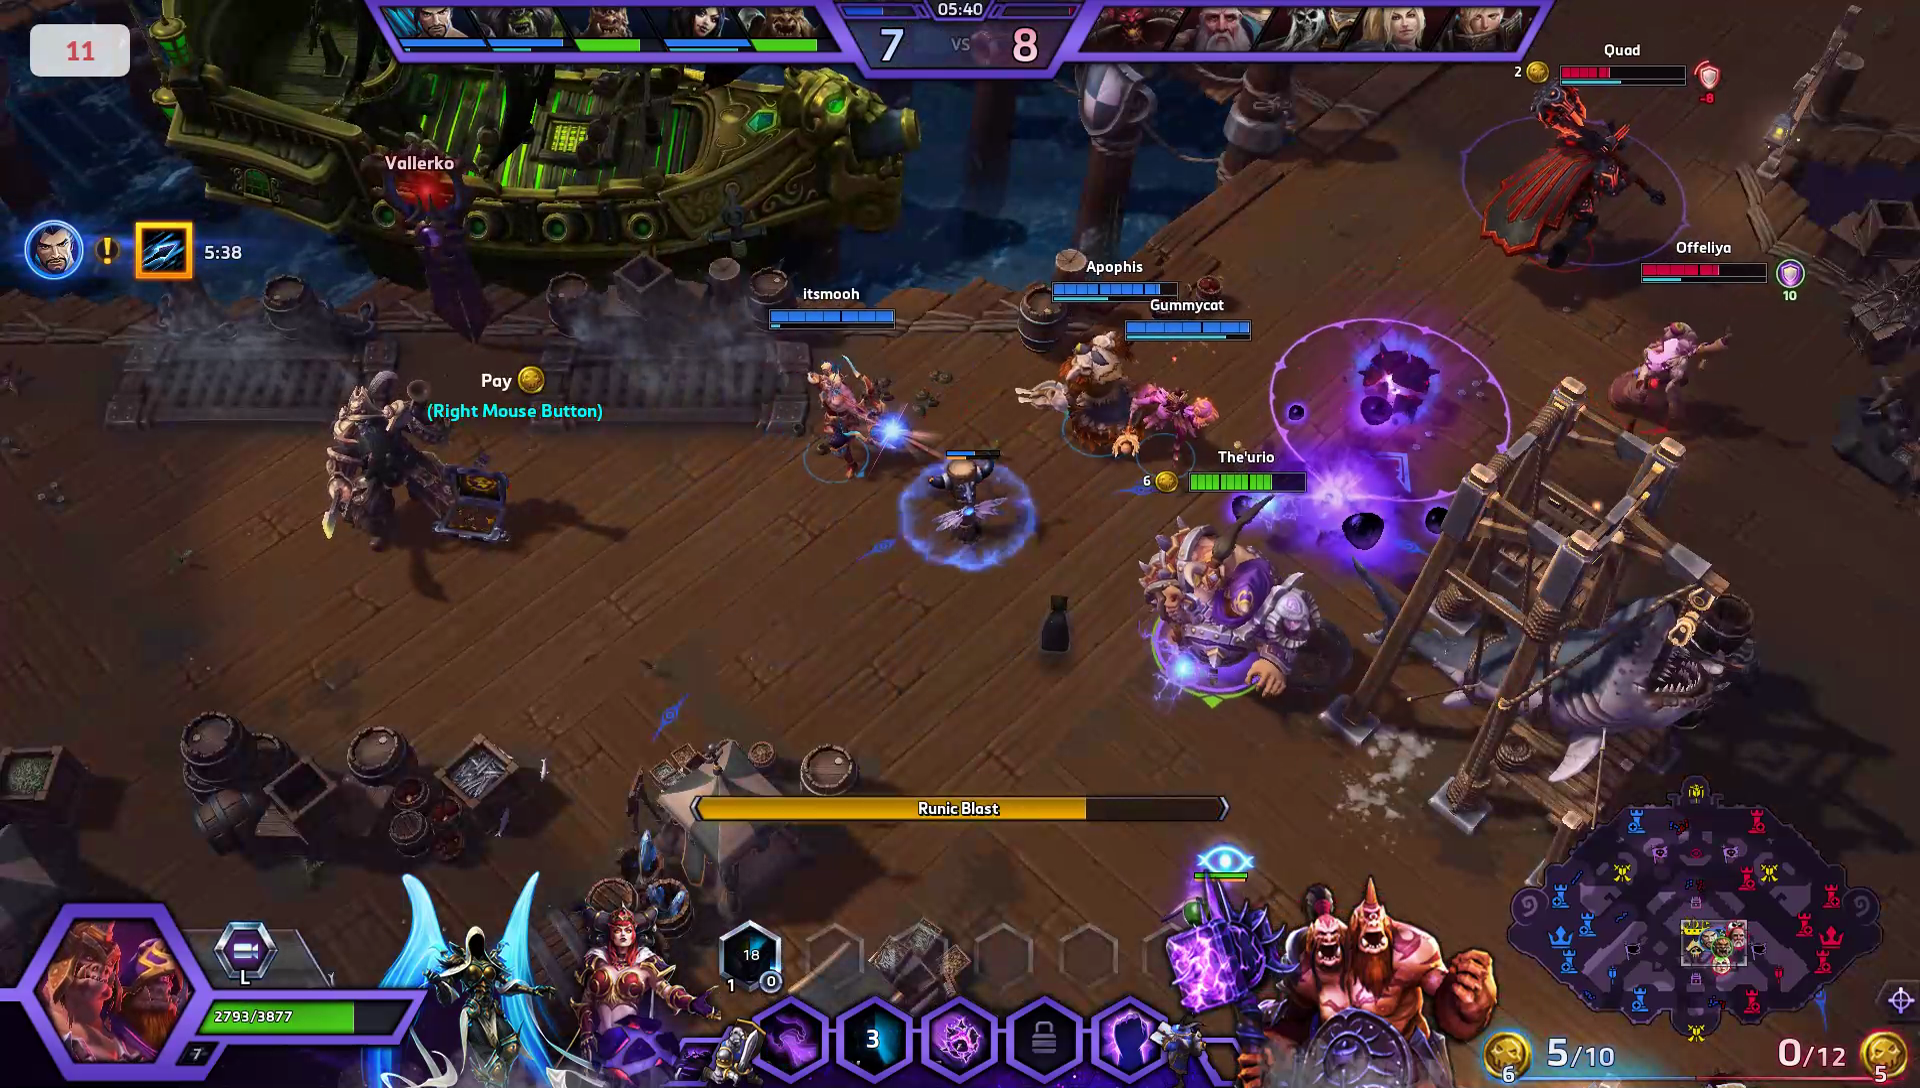 05:40
7 VS 8
11
Quad
2
-8
Vallerko
5:38
Offeliya
10
Apophis
itsmooh
Gummycat
Pay
(Right Mouse Button)
The'urio
6
Runic Blast
18
1
0
L
2793/3877
7
3
5/10
6
0/12
5